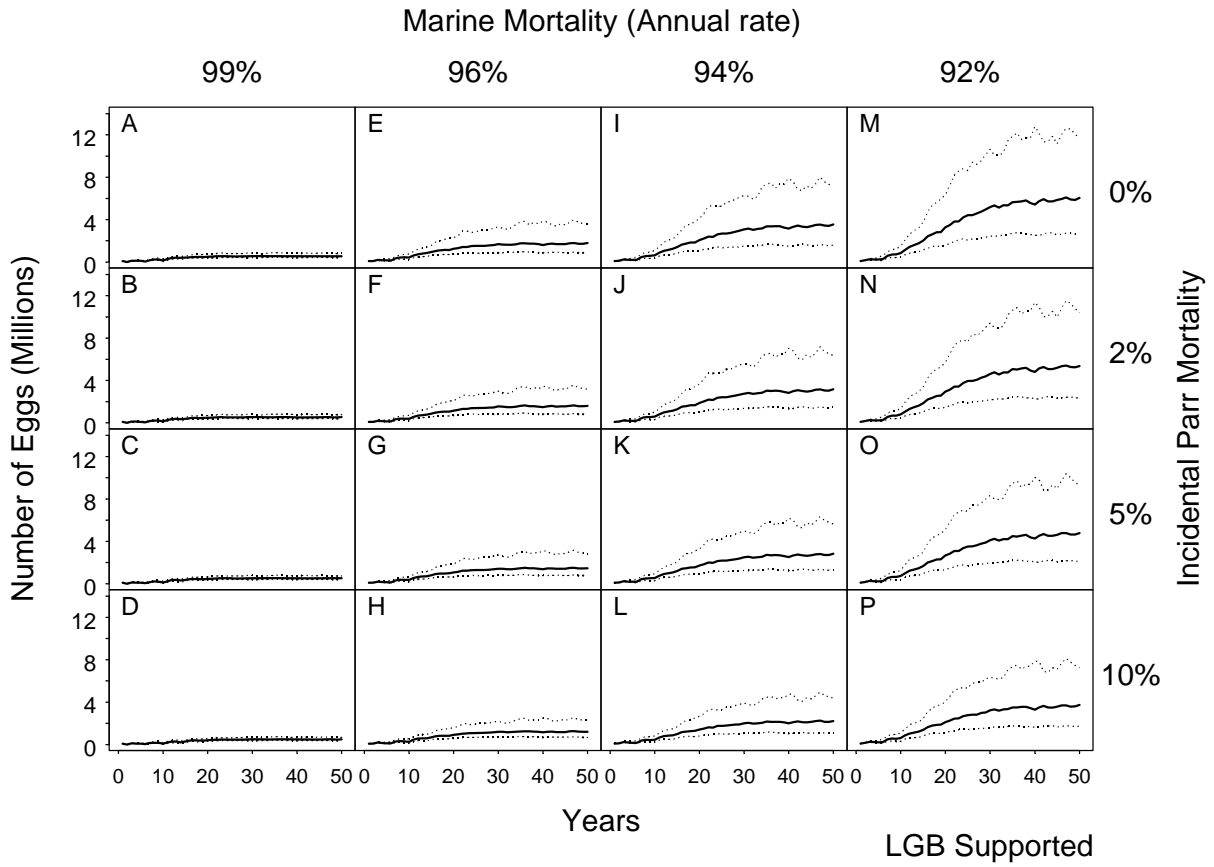 Marine Mortality (Annual rate)
99% 96% 94% 92%
A E I M
12
8
4
0
0%
B F J N
12
8
4
0
2%
C G K O
12
8
4
0
5%
D H L P
12
8
4
0
10%
Number of Eggs (Millions)
Incidental Parr Mortality
0 10 20 30 40 50 0 10 20 30 40 50 0 10 20 30 40 50 0 10 20 30 40 50
Years
LGB Supported